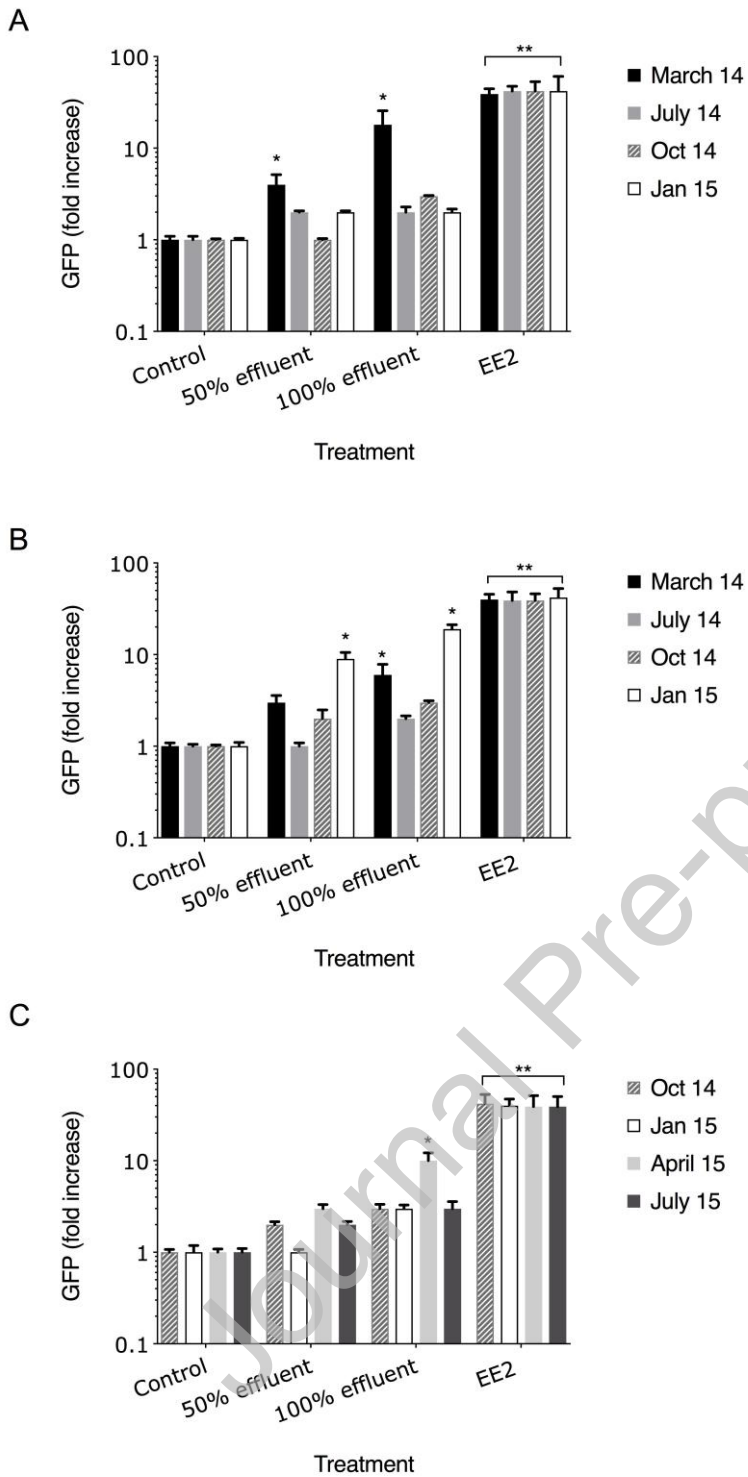 A
GFP (fold increase)
100
10
1
0.1
*
*
**
Control
50% effluent
100% effluent
EE2
Treatment
March 14
July 14
Oct 14
Jan 15
B
GFP (fold increase)
100
10
1
0.1
*
*
*
**
Control
50% effluent
100% effluent
EE2
Treatment
March 14
July 14
Oct 14
Jan 15
C
GFP (fold increase)
100
10
1
0.1
*
**
Control
50% effluent
100% effluent
EE2
Treatment
Oct 14
Jan 15
April 15
July 15
Journal Pre-p